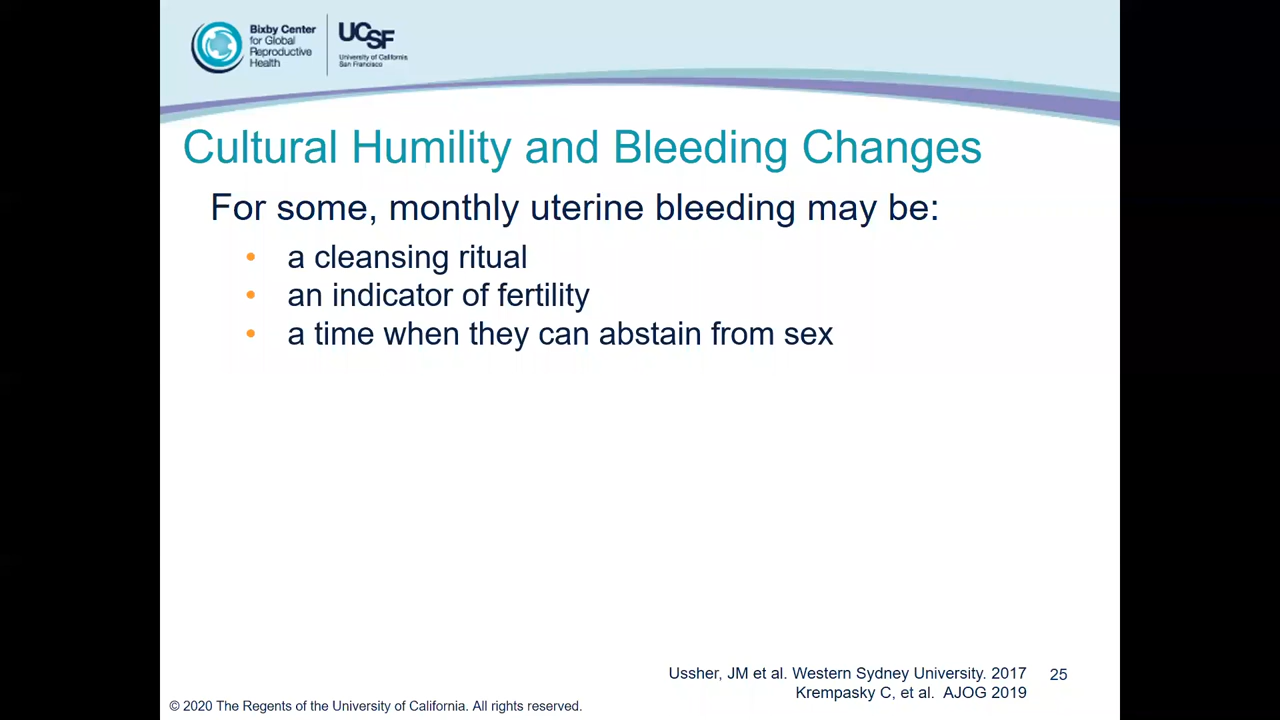 Bixby Center
for Global
Reproductive
Health
UCSF
University of California
San Francisco
Cultural Humility and Bleeding Changes
For some, monthly uterine bleeding may be:
• a cleansing ritual
• an indicator of fertility
• a time when they can abstain from sex
Ussher, JM et al. Western Sydney University. 2017
25
Krempasky C, et al. AJOG 2019
© 2020 The Regents of the University of California. All rights reserved.